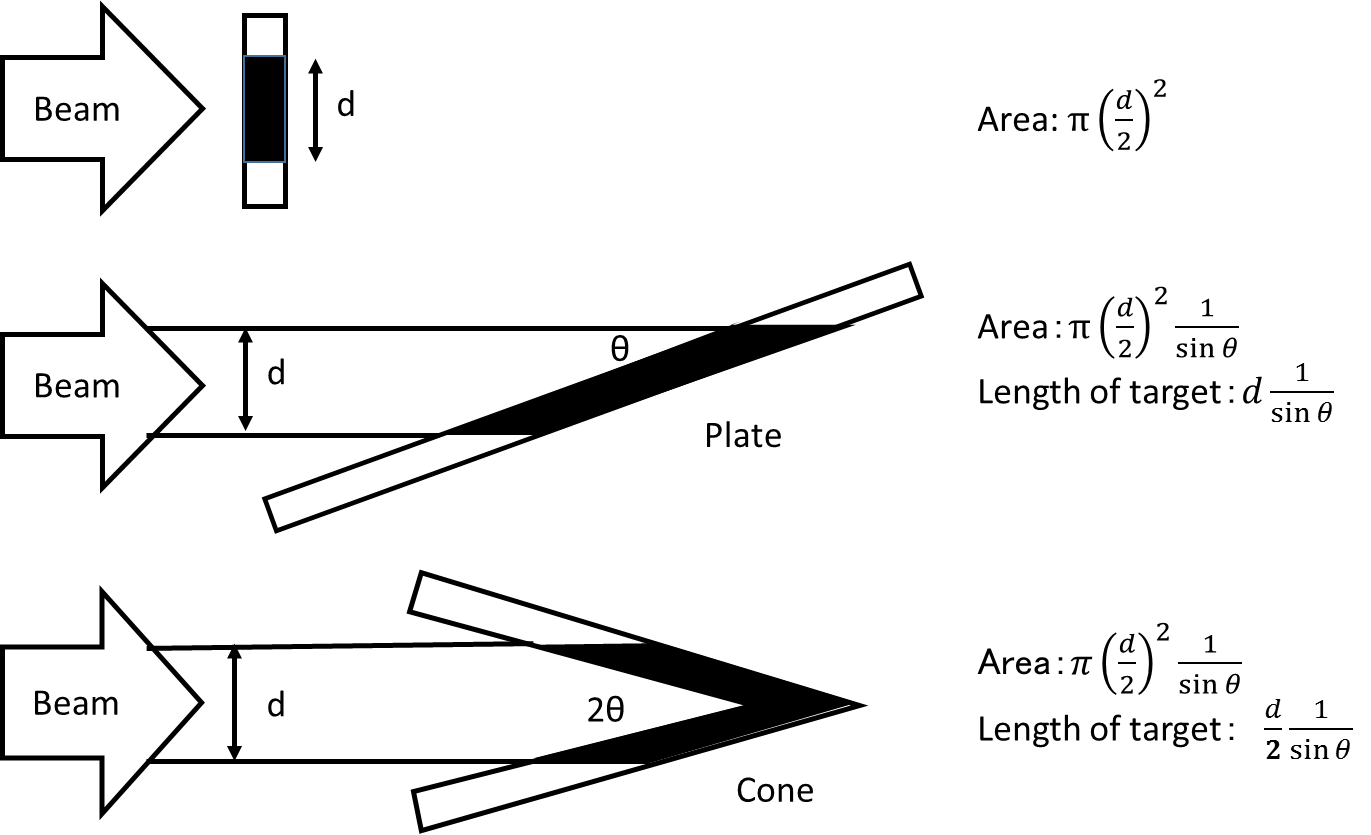 Beam
d
Area: π (d/2)²
Beam
d
θ
Plate
Area : π (d/2)² 1/sin θ
Length of target : d 1/sin θ
Beam
d
2θ
Cone
Area : π (d/2)² 1/sin θ
Length of target : d/2 1/sin θ